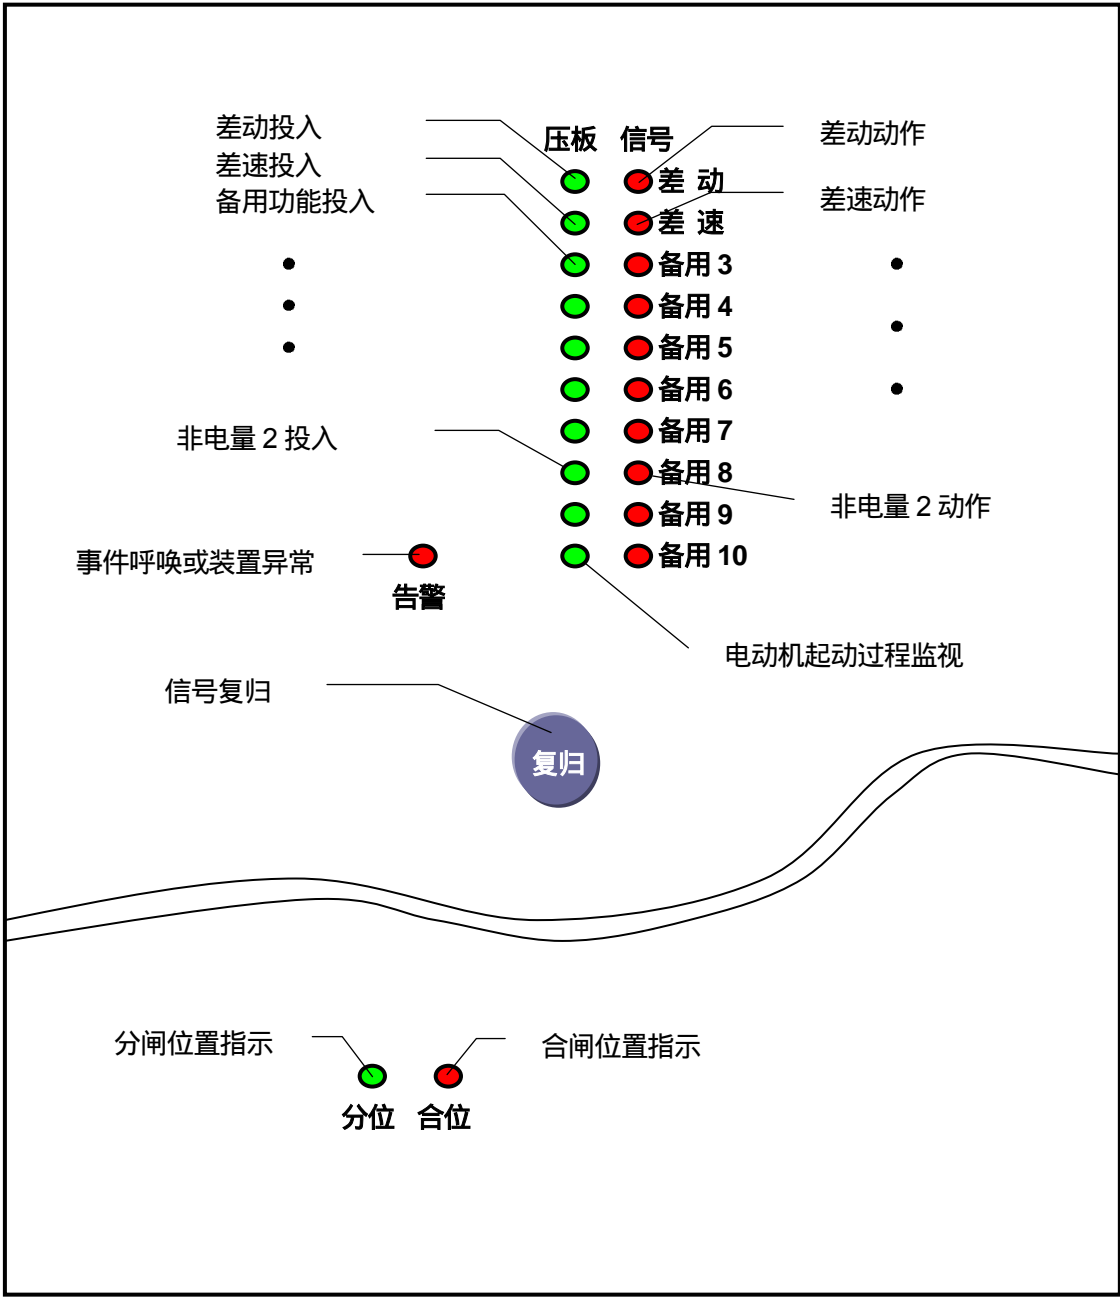 差动投入
压板 信号
差动动作
差速投入
差 动
备用功能投入
差速动作
差 速
备用 3
备用 4
备用 5
备用 6
备用 7
非电量 2 投入
备用 8
非电量 2 动作
备用 9
事件呼唤或装置异常
备用 10
告警
电动机起动过程监视
信号复归
复归
分闸位置指示
合闸位置指示
分位 合位